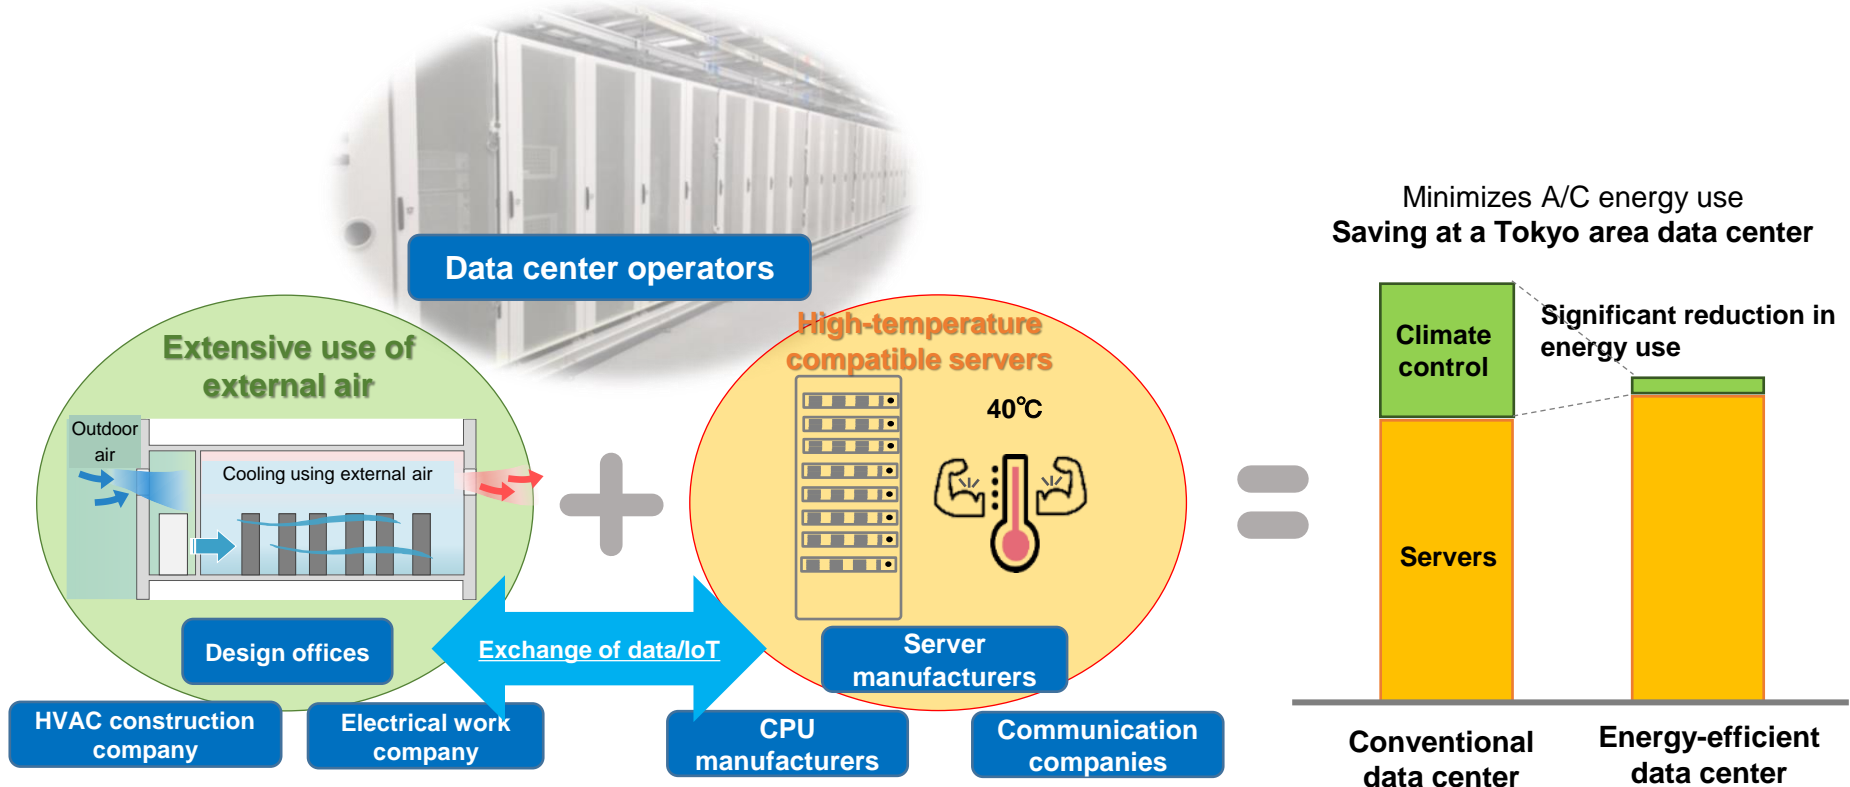 Data center operators
Extensive use of
external air
Outdoor
air
Cooling using external air
Design offices
HVAC construction
company
Electrical work
company
Exchange of data/IoT
High-temperature
compatible servers
40℃
Server
manufacturers
CPU
manufacturers
Communication
companies
Minimizes A/C energy use
Saving at a Tokyo area data center
Climate
control
Significant reduction in
energy use
Servers
Conventional
data center
Energy-efficient
data center